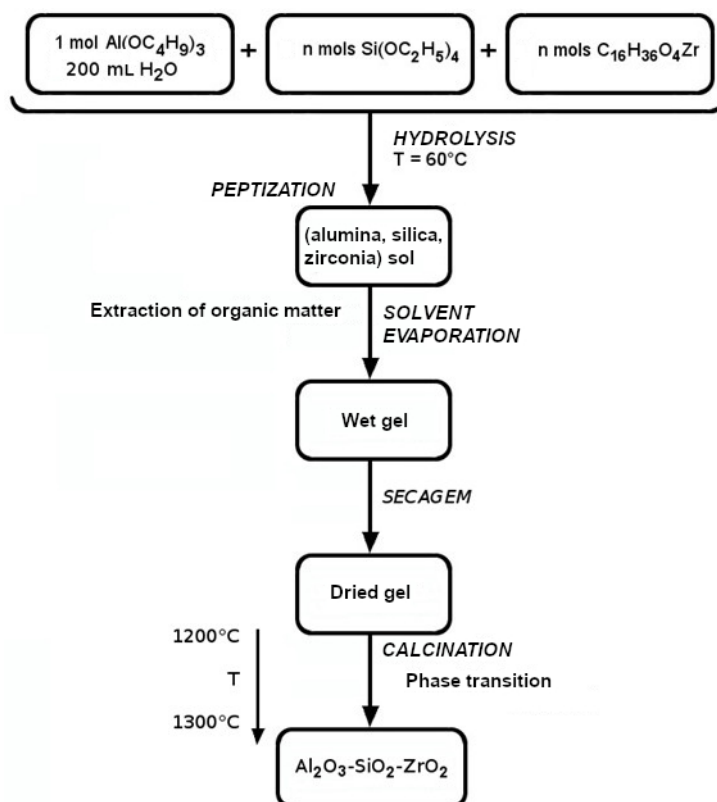 1 mol Al(OC₄H₉)₃ + n mols Si(OC₂H₅)₄ + n mols C₁₆H₃₆O₄Zr
200 mL H₂O
HYDROLYSIS
T = 60°C
PEPTIZATION
(alumina, silica,
zirconia) sol
Extraction of organic matter
SOLVENT
EVAPORATION
Wet gel
SECAGEM
Dried gel
1200°C
CALCINATION
T
Phase transition
1300°C
Al₂O₃-SiO₂-ZrO₂